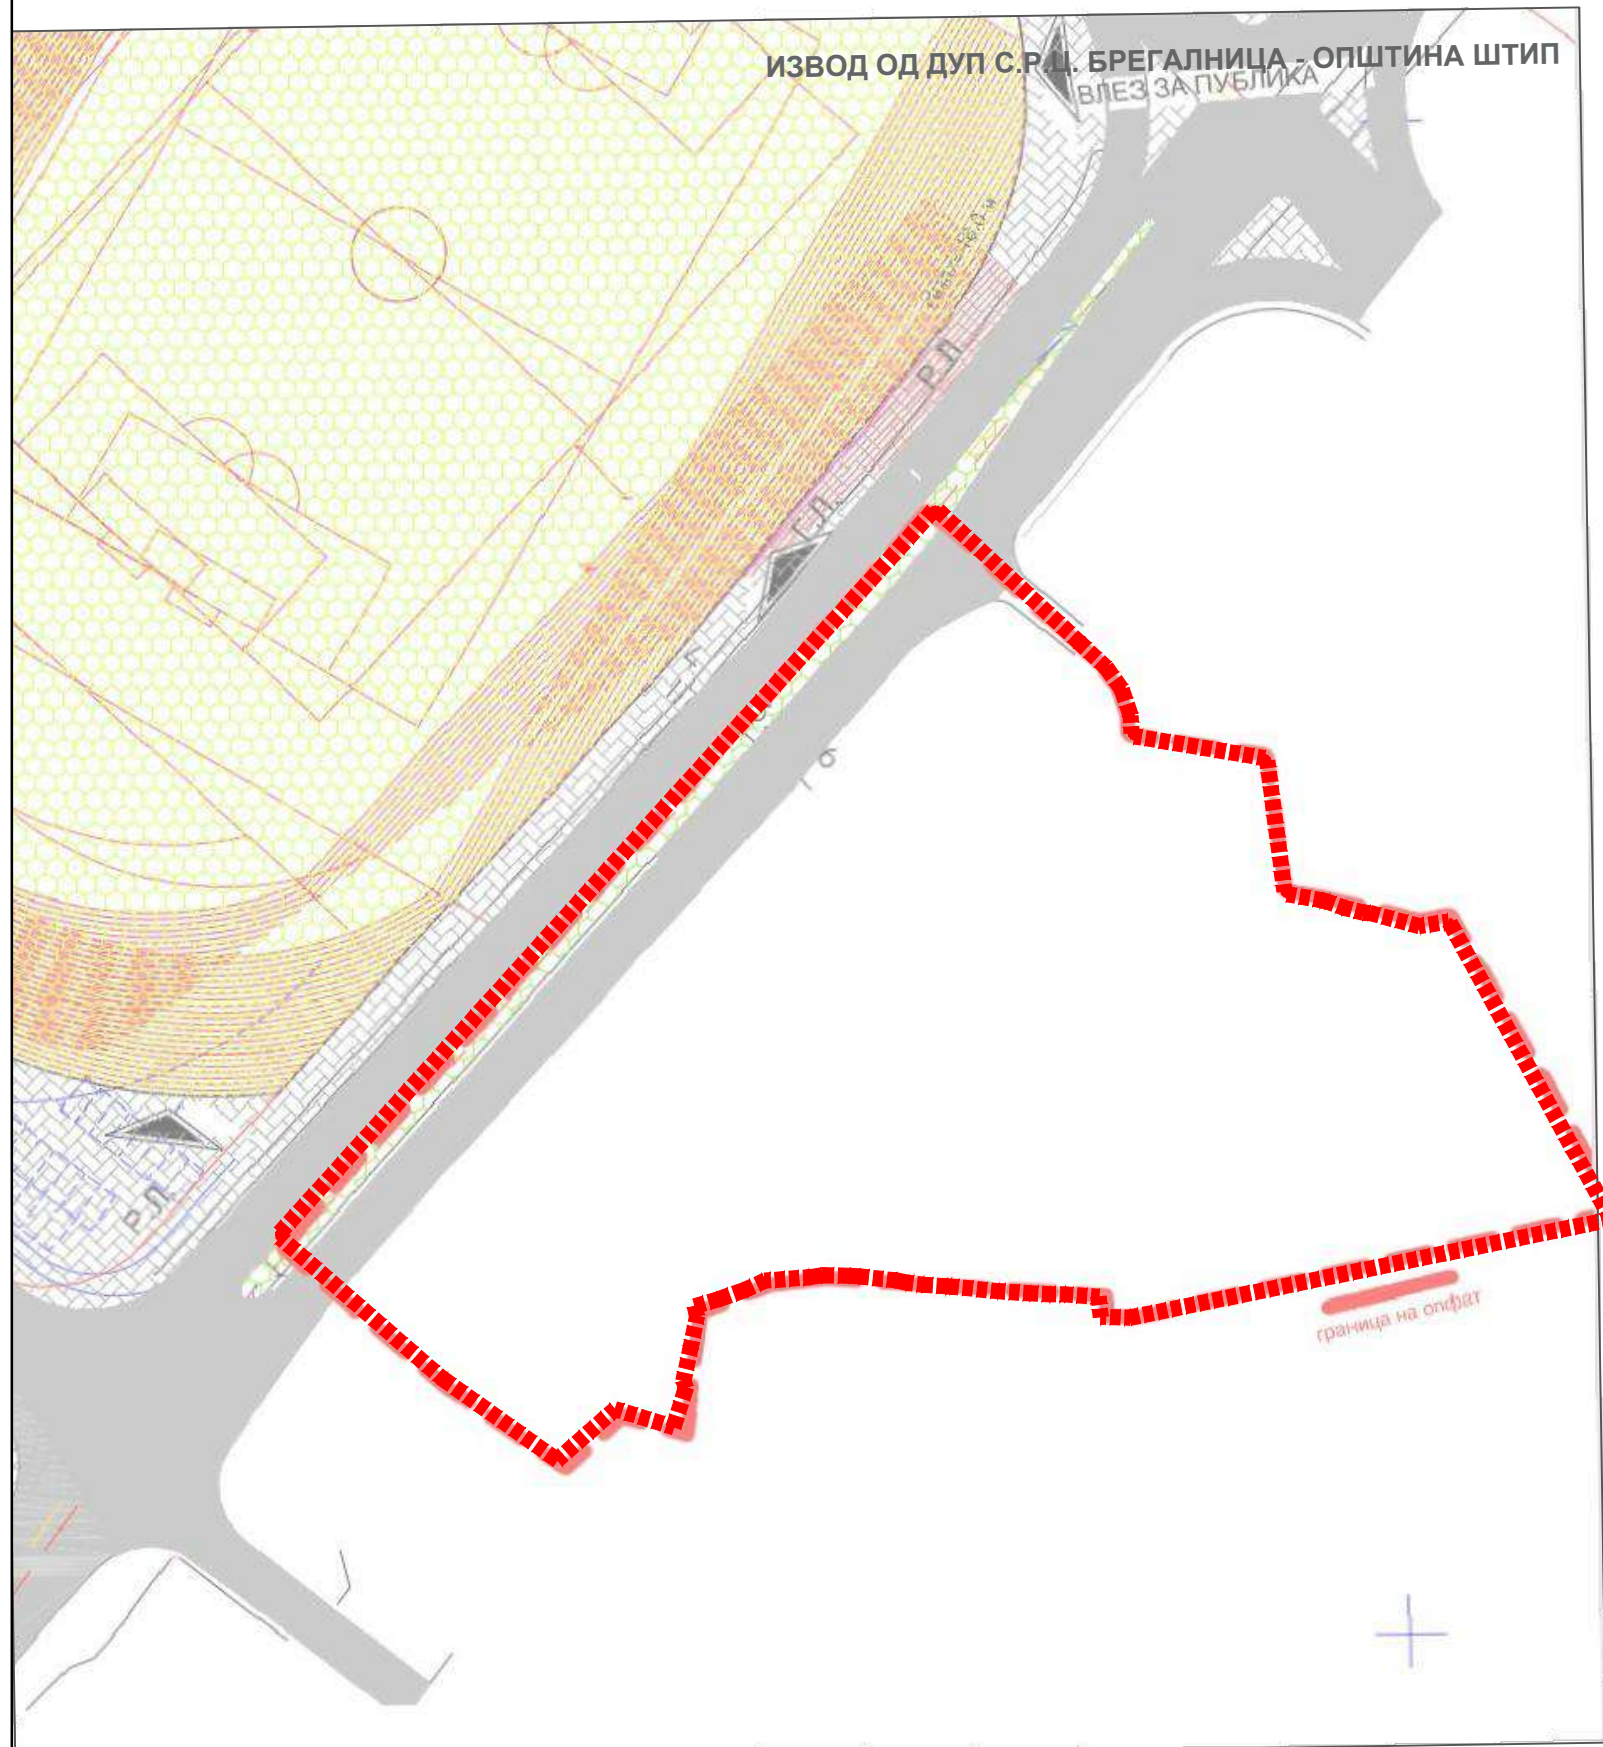 ИЗВОД ОД ДУП С.Р.Ц. БРЕГАЛНИЦА - ОПШТИНА ШТИП
ВЛЕЗ ЗА ПУБЛИКА
Р.Л.
Г.Л.
Р.Л.
граница на опфат